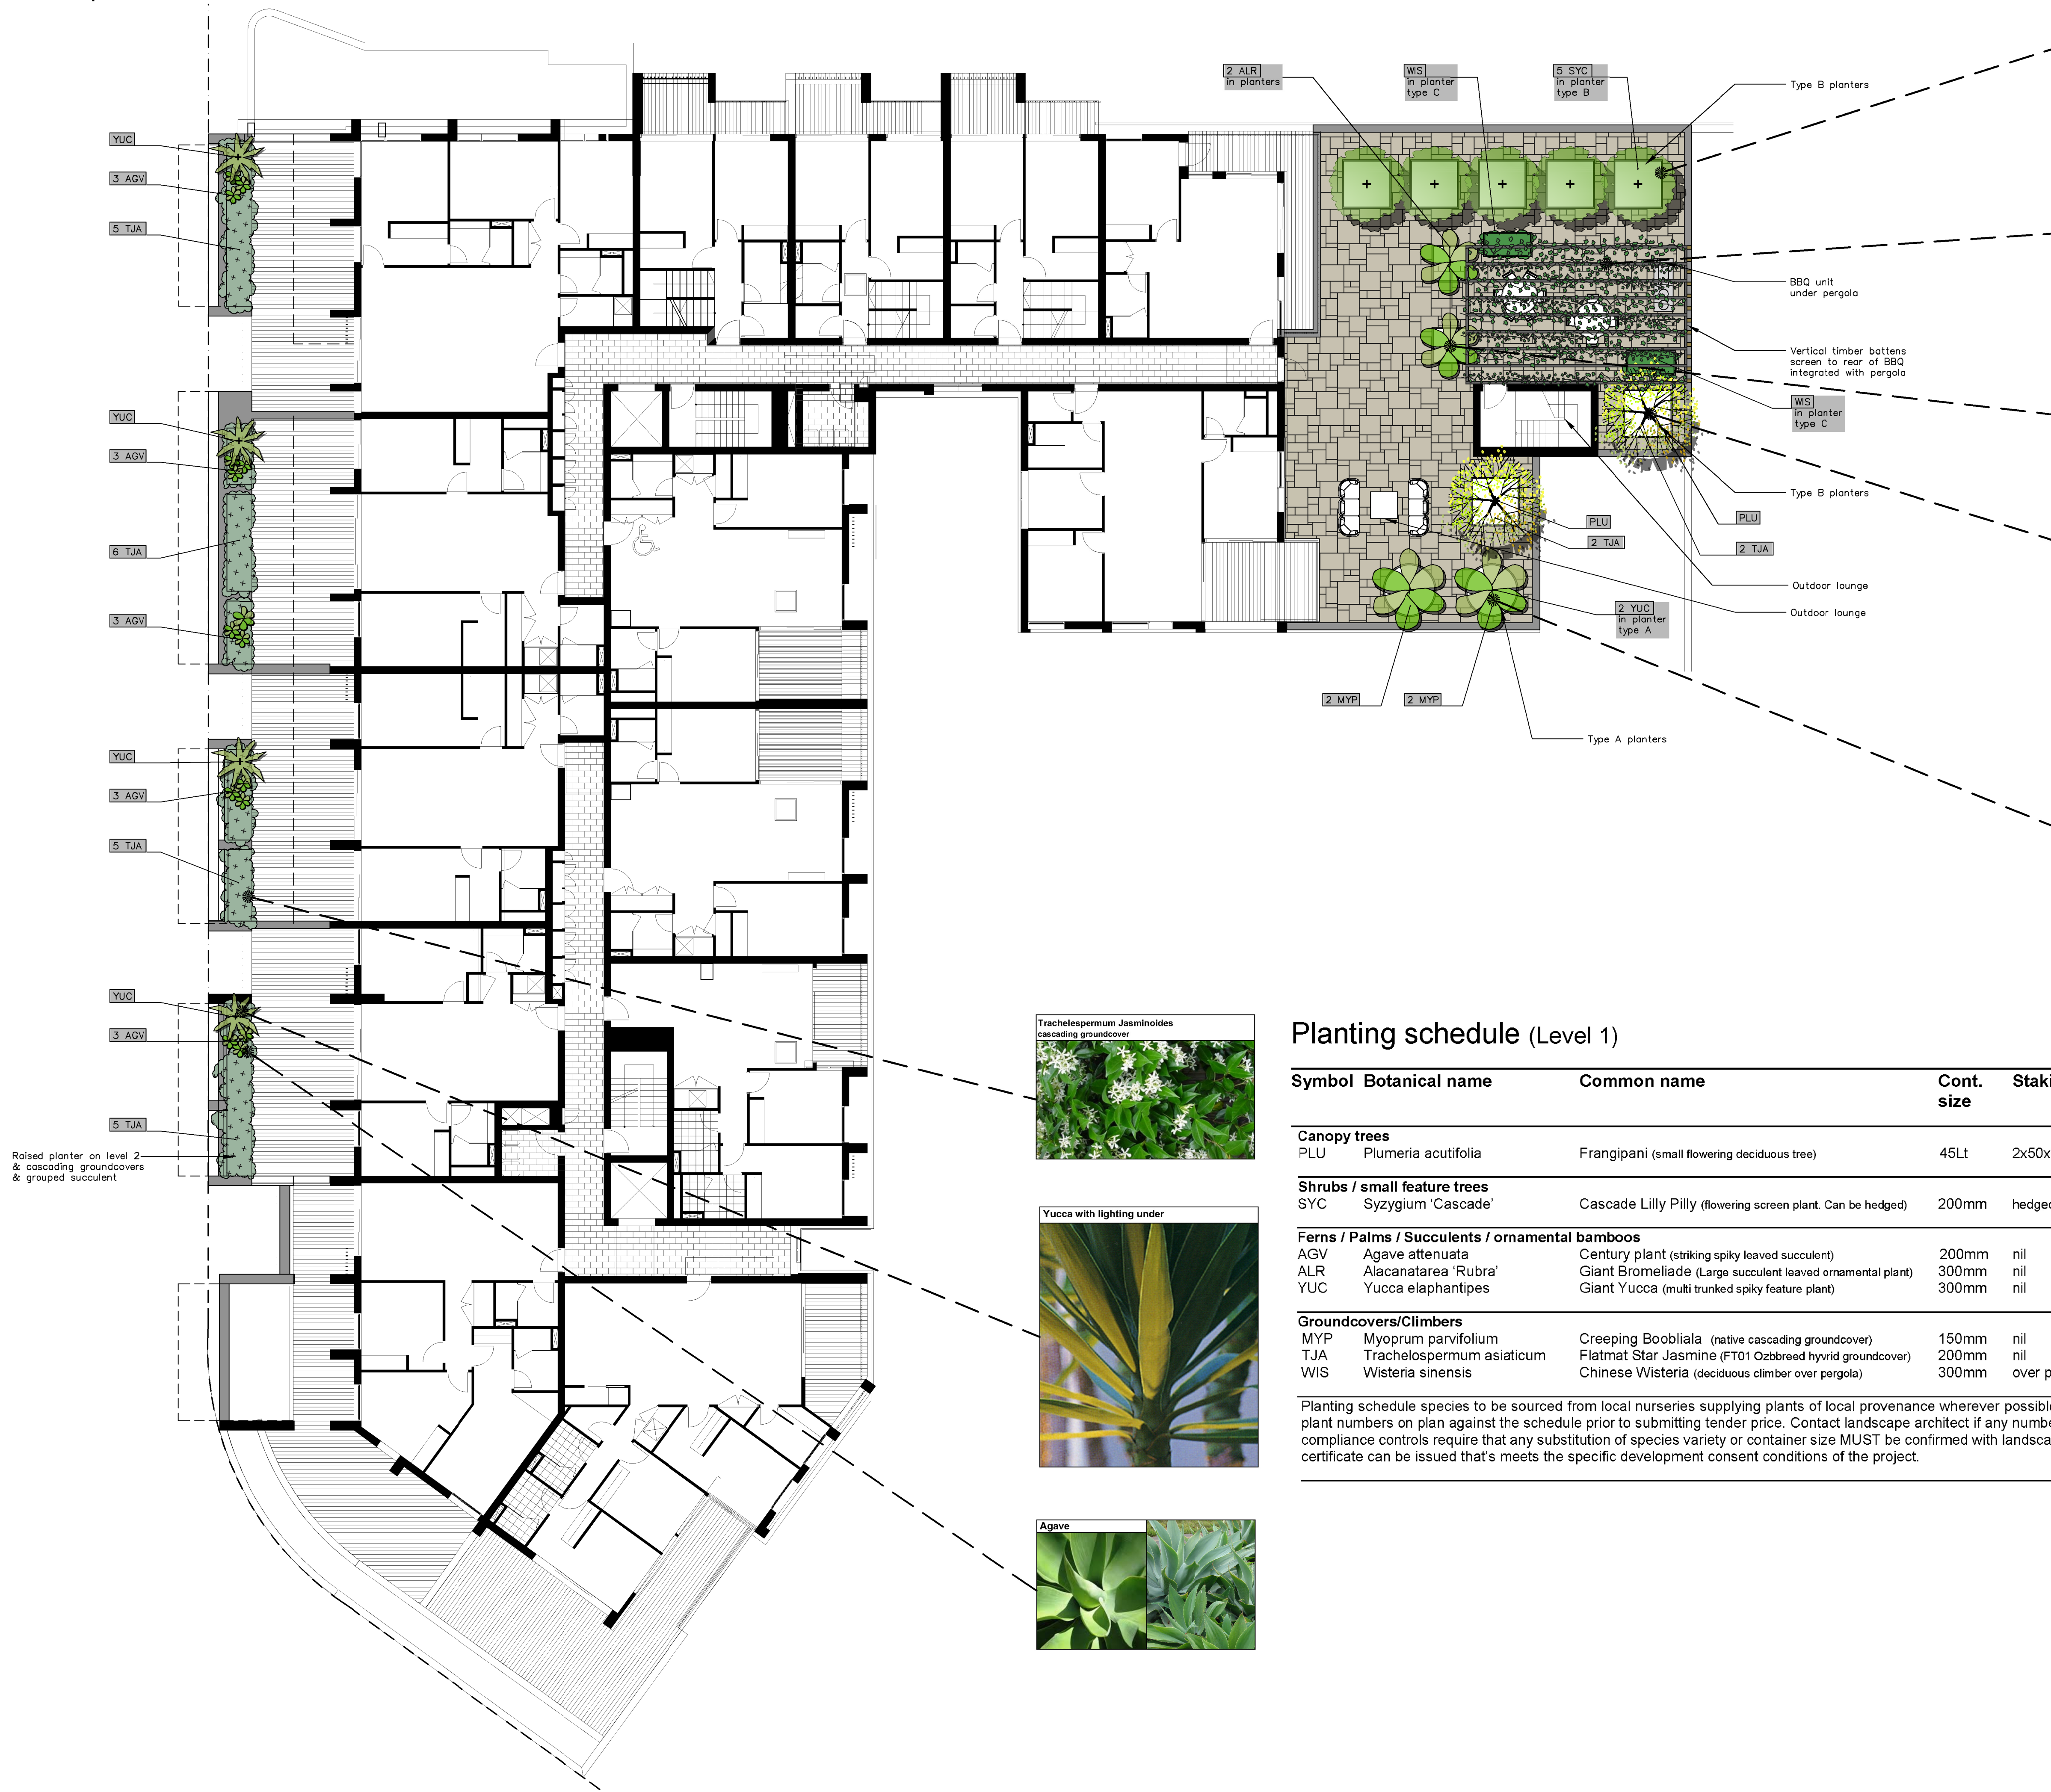 2 ALR
in planters
WIS
in planter
type C
5 SYC
in planter
type B
Type B planters
YUC
3 AGV
5 TJA
BBQ unit
under pergola
Vertical timber battens
screen to rear of BBQ
integrated with pergola
WIS
in planter
type C
YUC
3 AGV
6 TJA
3 AGV
Type B planters
PLU
PLU
2 TJA
2 TJA
Outdoor lounge
Outdoor lounge
2 YUC
in planter
type A
2 MYP
2 MYP
Type A planters
YUC
3 AGV
5 TJA
YUC
3 AGV
5 TJA
Raised planter on level 2
& cascading groundcovers
& grouped succulent
Trachelespermum Jasminoides
cascading groundcover
Yucca with lighting under
Agave
Planting schedule (Level 1)
Symbol Botanical name Common name Cont. Staki
size
Canopy trees
PLU Plumeria acutifolia Frangipani (small flowering deciduous tree) 45Lt 2x50x
Shrubs / small feature trees
SYC Syzygium ‘Cascade’ Cascade Lilly Pilly (flowering screen plant. Can be hedged) 200mm hedged
Ferns / Palms / Succulents / ornamental bamboos
AGV Agave attenuata Century plant (striking spiky leaved succulent) 200mm nil
ALR Alacanatarea ‘Rubra’ Giant Bromeliade (Large succulent leaved ornamental plant) 300mm nil
YUC Yucca elaphantipes Giant Yucca (multi trunked spiky feature plant) 300mm nil
Groundcovers/Climbers
MYP Myoprum parvifolium Creeping Boobliala (native cascading groundcover) 150mm nil
TJA Trachelospermum asiaticum Flatmat Star Jasmine (FT01 Ozbbreed hyvrid groundcover) 200mm nil
WIS Wisteria sinensis Chinese Wisteria (deciduous climber over pergola) 300mm over p
Planting schedule species to be sourced from local nurseries supplying plants of local provenance wherever possible
plant numbers on plan against the schedule prior to submitting tender price. Contact landscape architect if any numbe
compliance controls require that any substitution of species variety or container size MUST be confirmed with landsca
certificate can be issued that's meets the specific development consent conditions of the project.